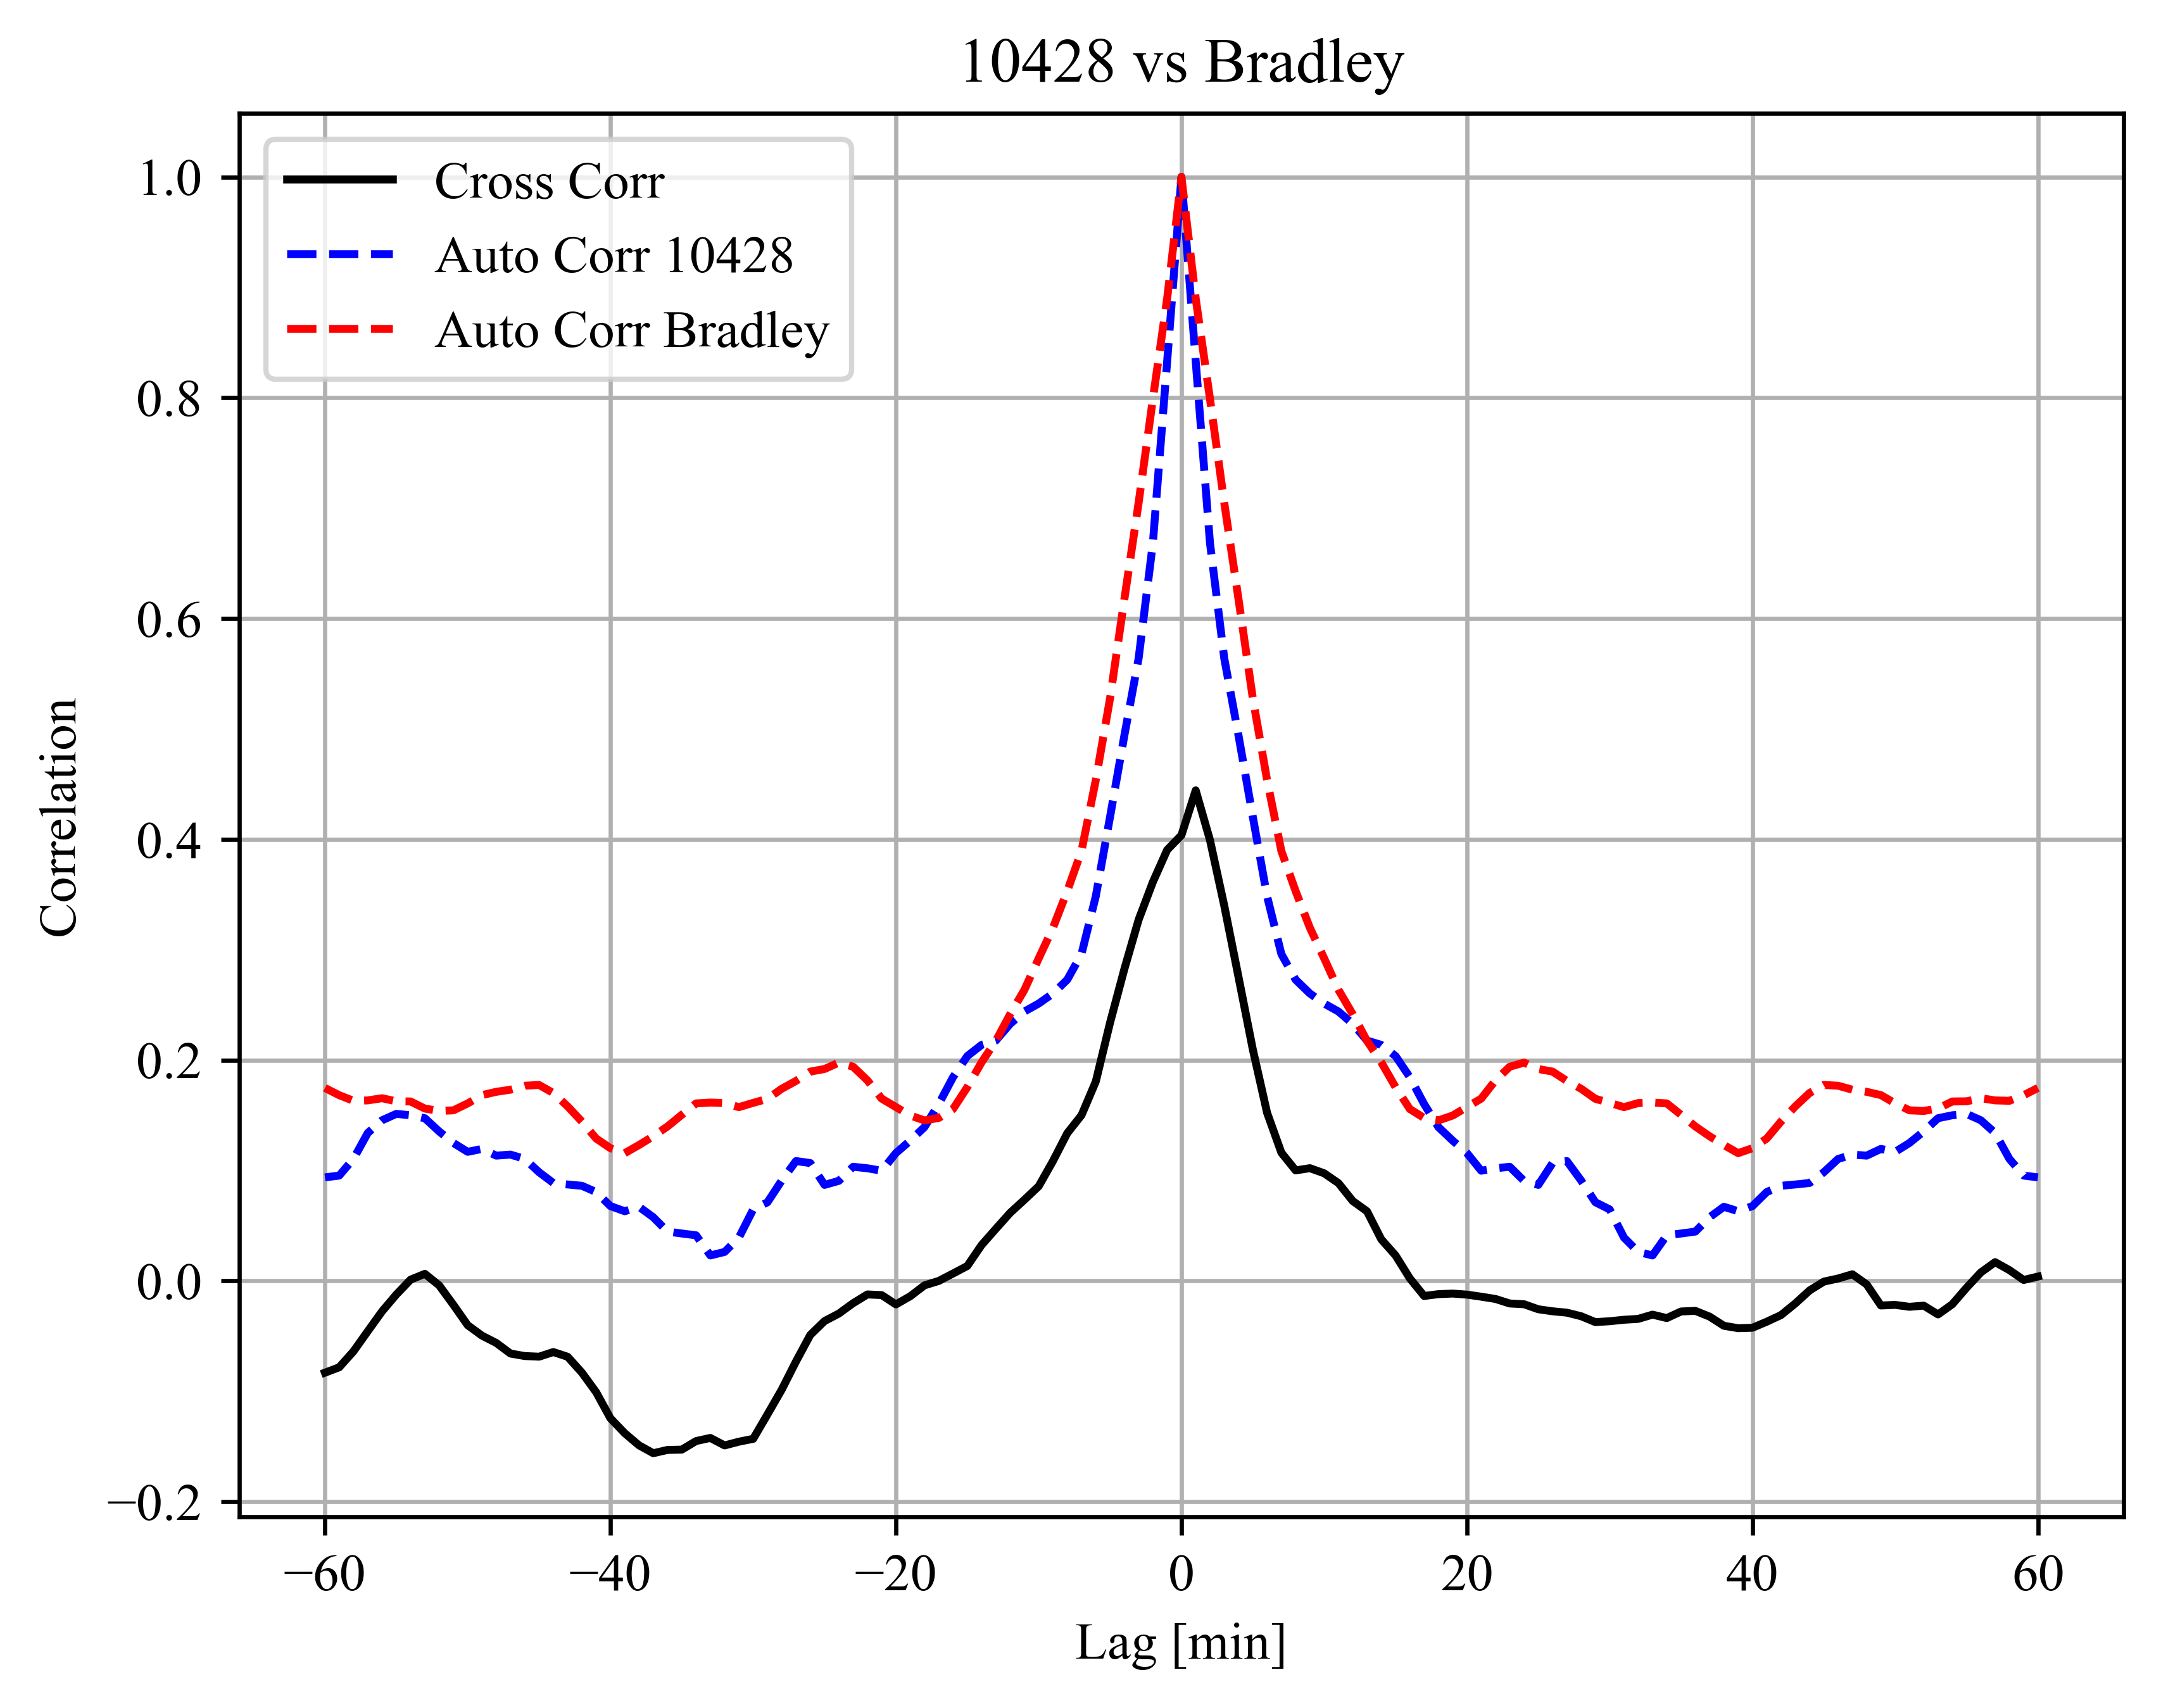 10428 vs Bradley
Cross Corr
Auto Corr 10428
Auto Corr Bradley
1.0
0.8
0.6
0.4
0.2
0.0
−0.2
Correlation
−60 −40 −20 0 20 40 60
Lag [min]